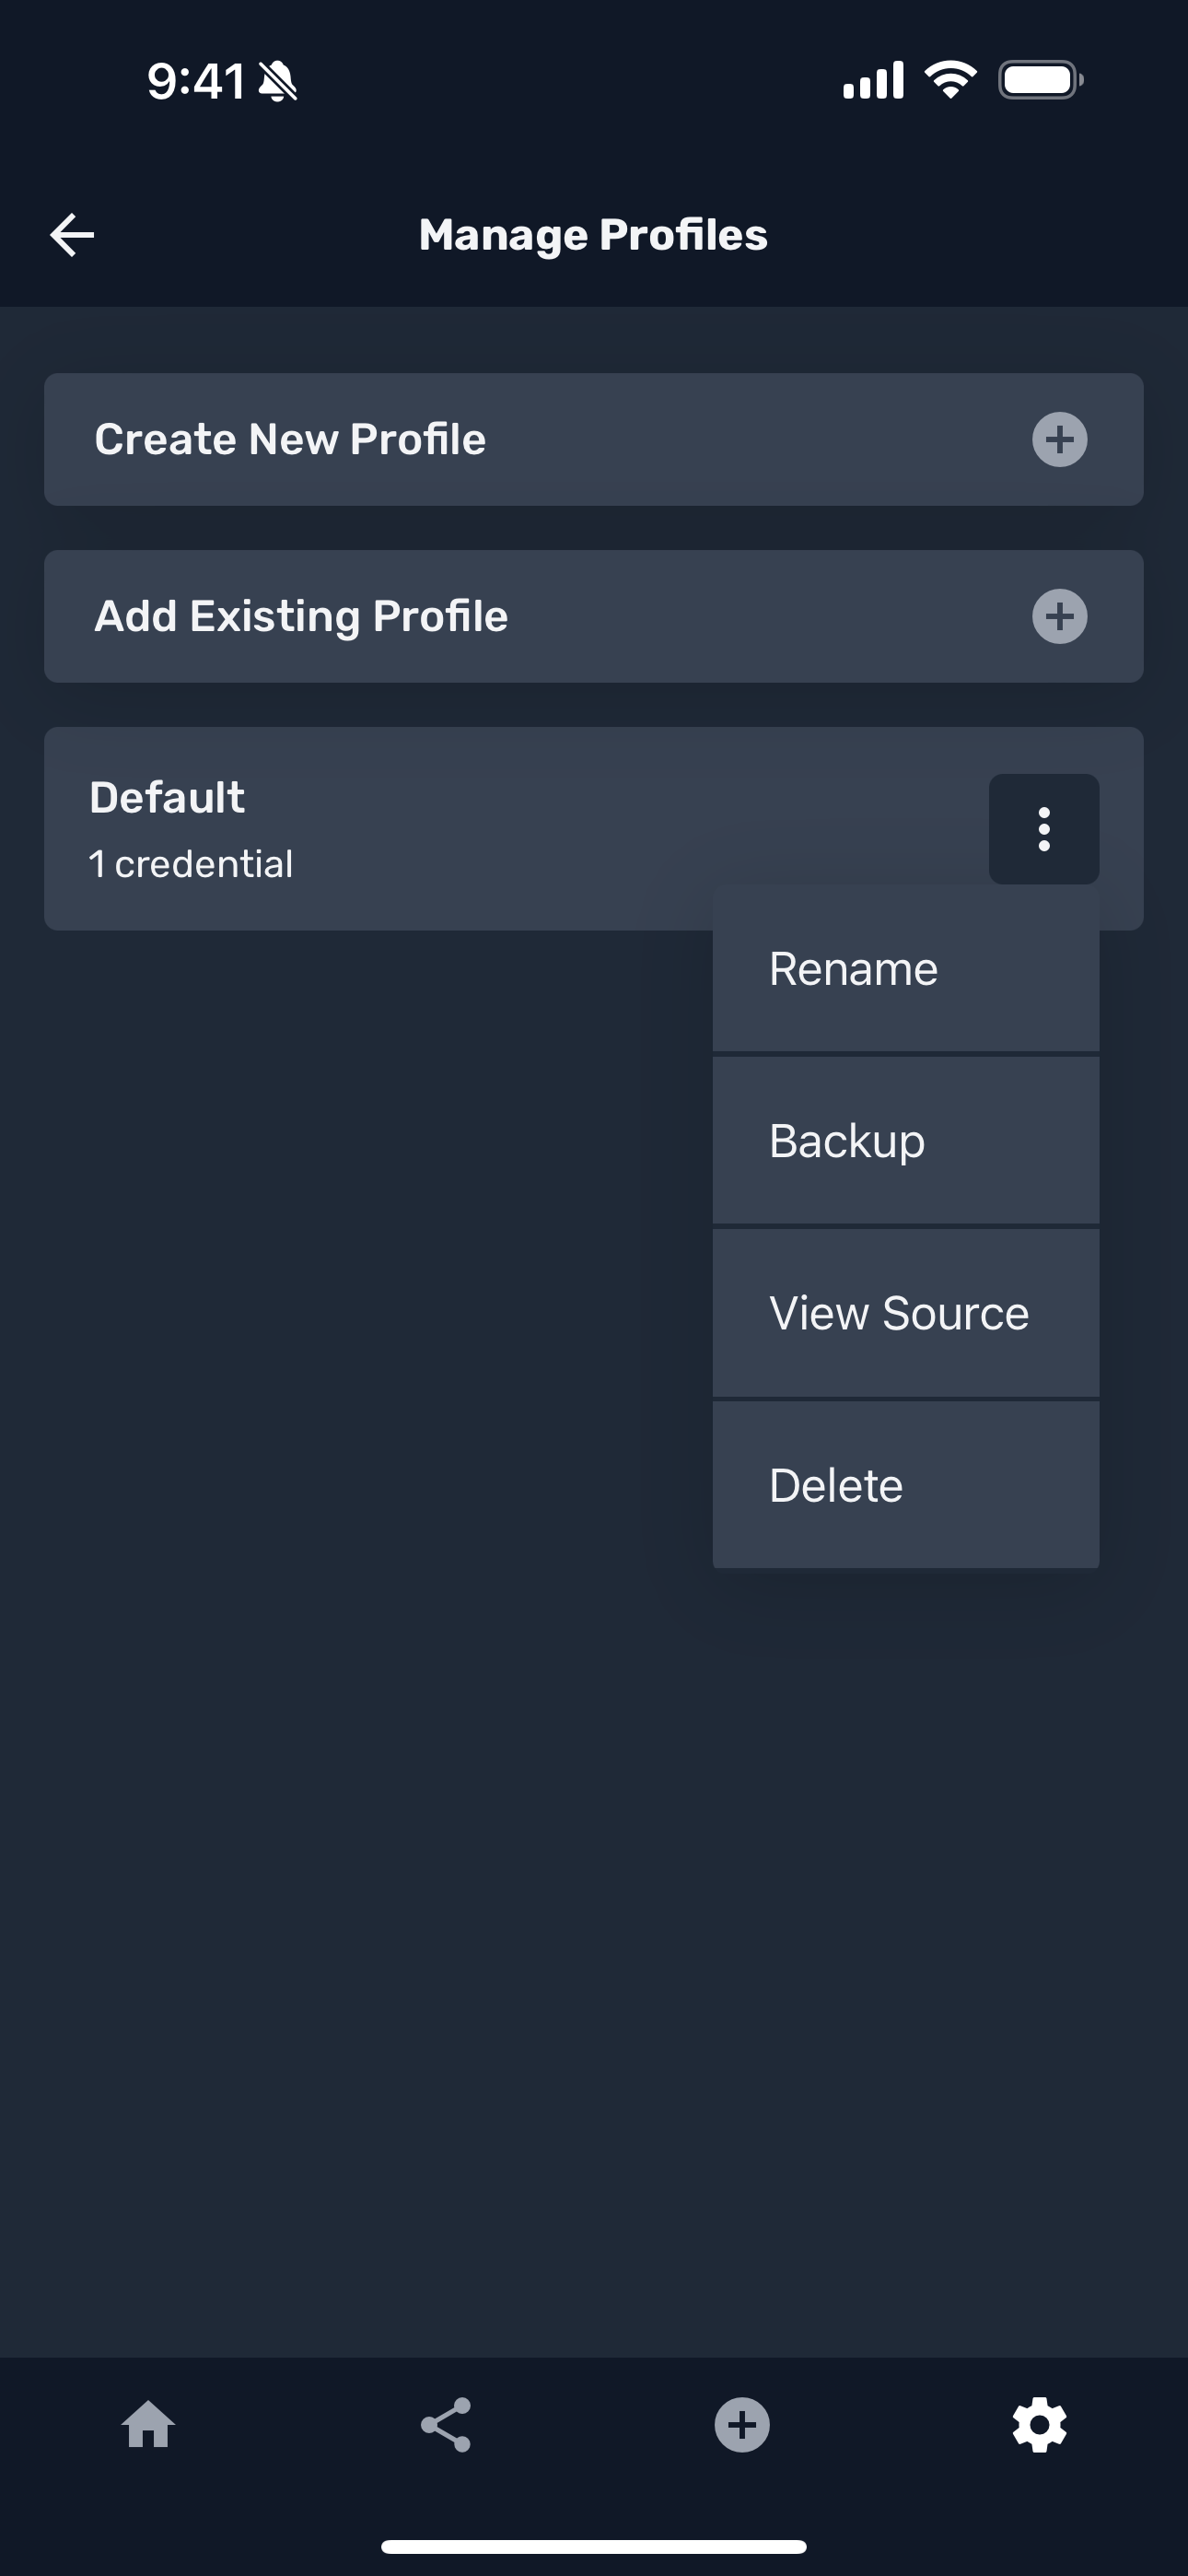 9:41
Manage Profiles
Create New Profile
Add Existing Profile
Default
1 credential
Rename
Backup
View Source
Delete